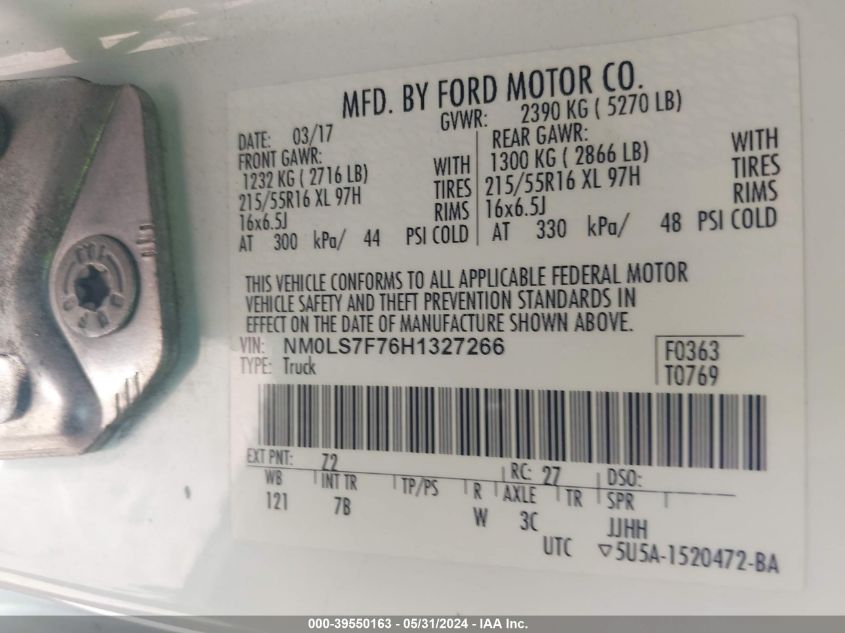 MFD. BY FORD MOTOR CO.
DATE: 03/17 GVWR: 2390 KG ( 5270 LB)
FRONT GAWR: REAR GAWR:
1232 KG ( 2716 LB) WITH 1300 KG ( 2866 LB) WITH
215/55R16 XL 97H TIRES 215/55R16 XL 97H TIRES
16x6.5J RIMS 16x6.5J RIMS
AT 300 kPa/ 44 PSI COLD AT 330 kPa/ 48 PSI COLD
THIS VEHICLE CONFORMS TO ALL APPLICABLE FEDERAL MOTOR
VEHICLE SAFETY AND THEFT PREVENTION STANDARDS IN
EFFECT ON THE DATE OF MANUFACTURE SHOWN ABOVE.
VIN: NM0LS7F76H1327266
TYPE: Truck
F0363
T0769
EXT PNT: Z2 RC: 27 DSO:
WB INT TR TP/PS R AXLE TR SPR
121 7B W 3C JJHH
UTC ▽5U5A-1520472-BA
000-39550163 - 05/31/2024 - IAA Inc.